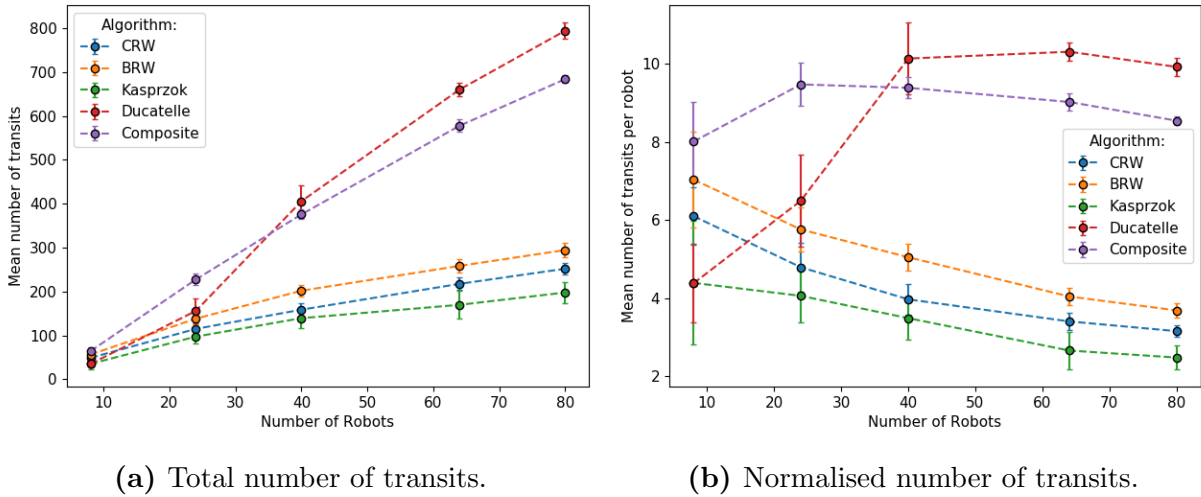 800
700
600
500
400
300
200
100
0
Mean number of transits
Algorithm:
CRW
BRW
Kasprzok
Ducatelle
Composite
10 20 30 40 50 60 70 80
Number of Robots
(a) Total number of transits.
10
8
6
4
2
Mean number of transits per robot
Algorithm:
CRW
BRW
Kasprzok
Ducatelle
Composite
10 20 30 40 50 60 70 80
Number of Robots
(b) Normalised number of transits.